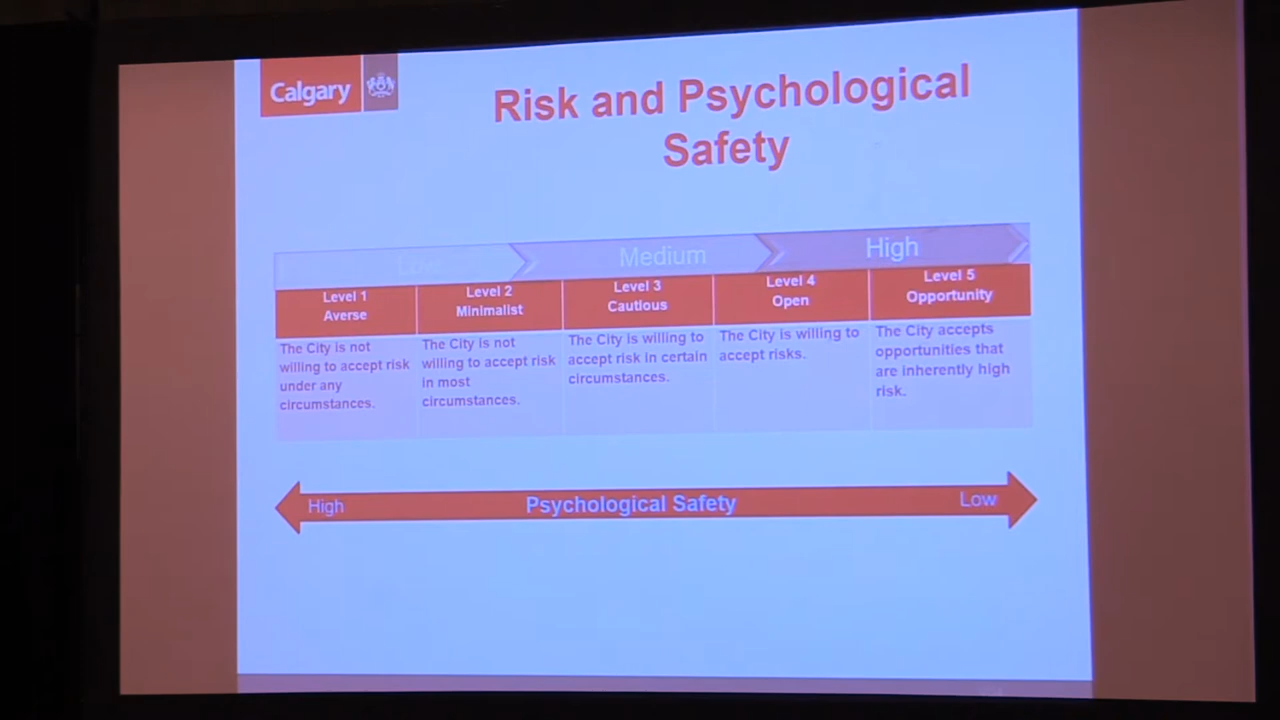 Calgary
Risk and Psychological
Safety
Low
Medium
High
Level 1
Averse
Level 2
Minimalist
Level 3
Cautious
Level 4
Open
Level 5
Opportunity
The City is not
willing to accept risk
under any
circumstances.
The City is not
willing to accept risk
in most
circumstances.
The City is willing to
accept risk in certain
circumstances.
The City is willing to
accept risks.
The City accepts
opportunities that
are inherently high
risk.
High
Psychological Safety
Low